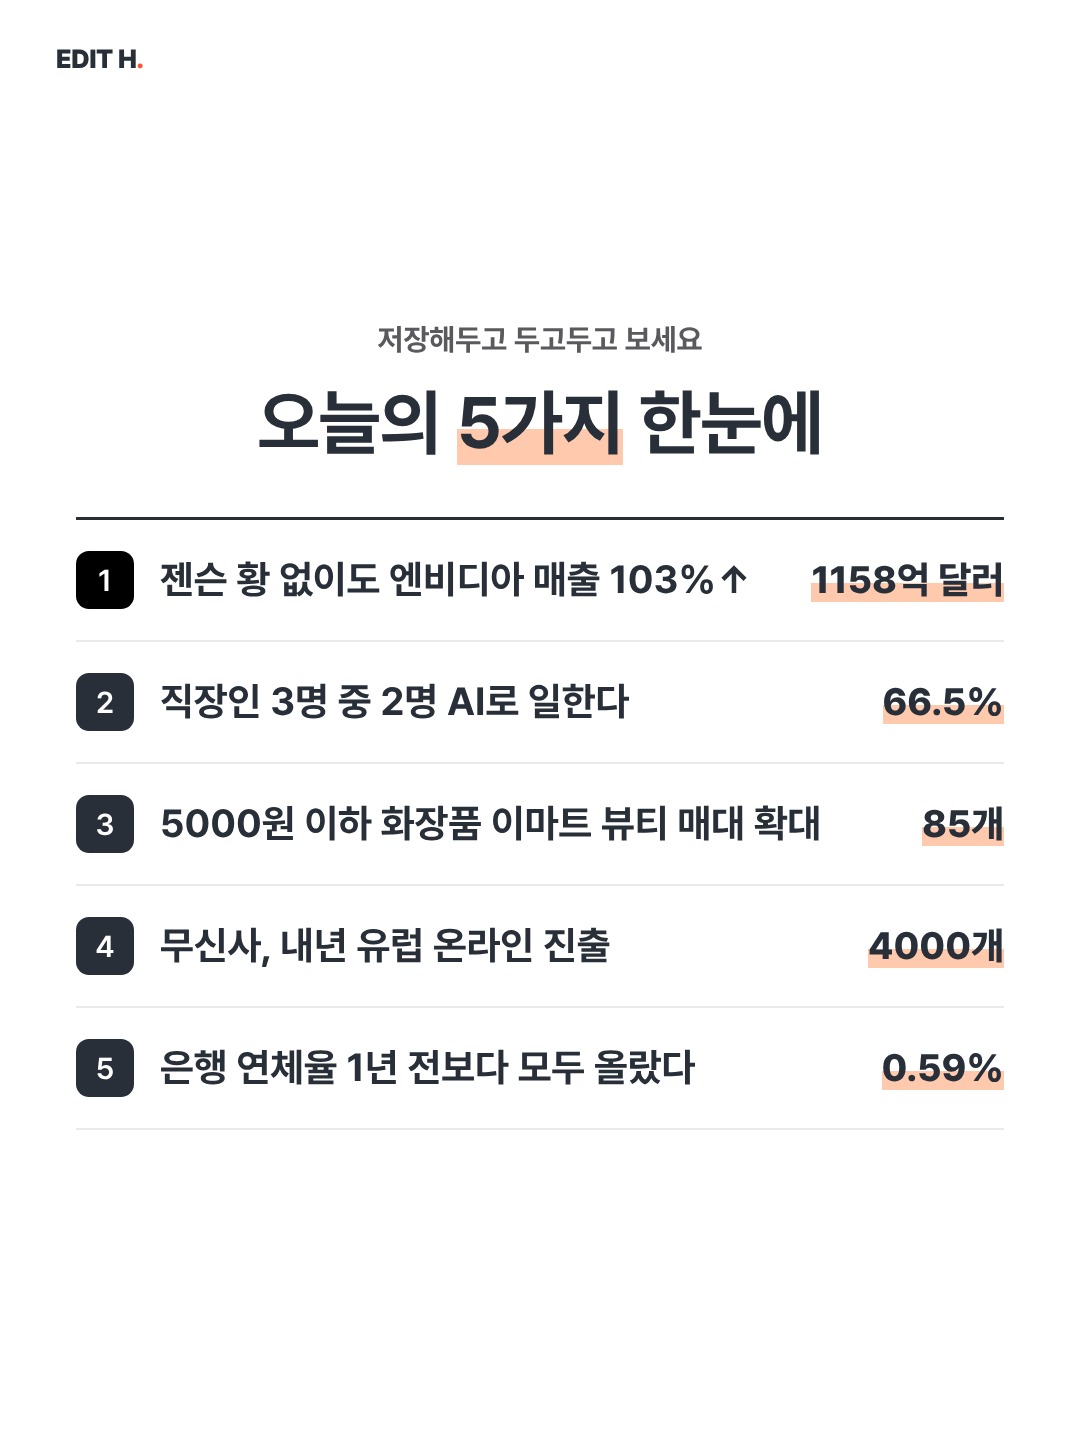 EDIT H.
저장해두고 두고두고 보세요
오늘의 5가지 한눈에
1 젠슨 황 없이도 엔비디아 매출 103%↑ 1158억 달러
2 직장인 3명 중 2명 AI로 일한다 66.5%
3 5000원 이하 화장품 이마트 뷰티 매대 확대 85개
4 무신사, 내년 유럽 온라인 진출 4000개
5 은행 연체율 1년 전보다 모두 올랐다 0.59%